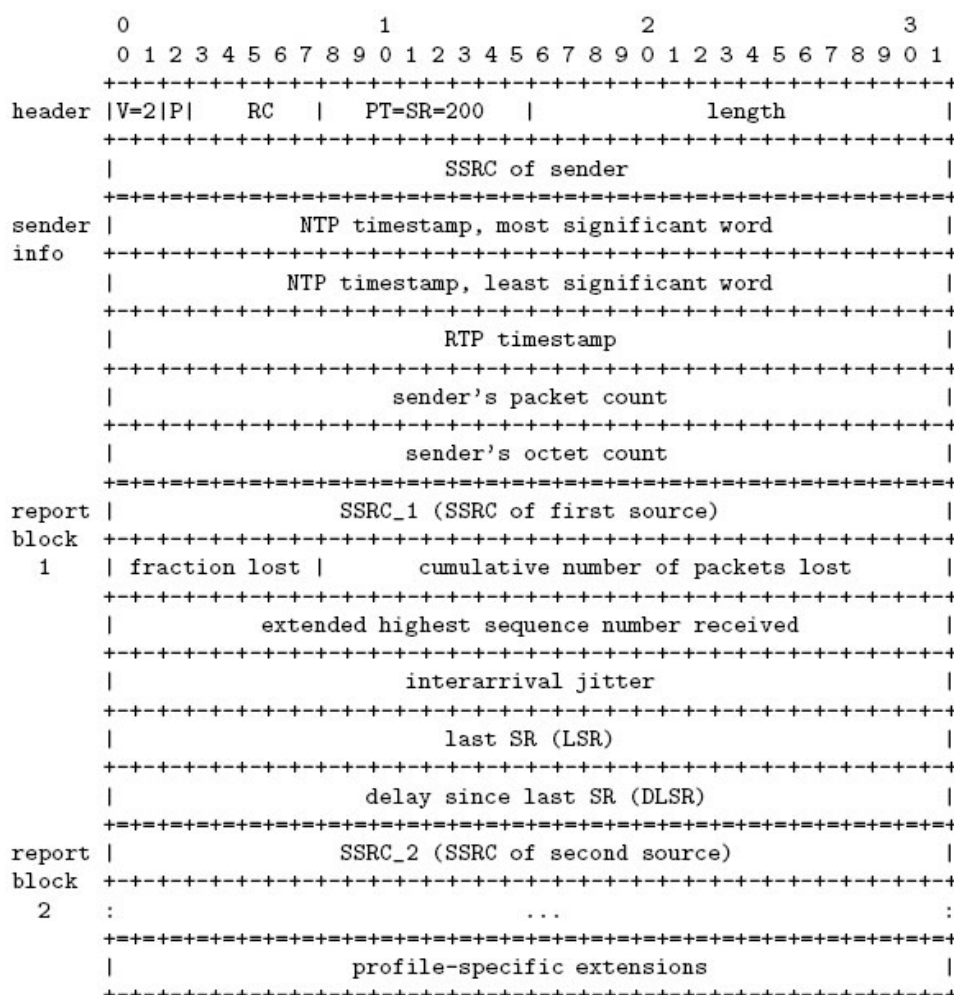 0                   1                   2                   3
        0 1 2 3 4 5 6 7 8 9 0 1 2 3 4 5 6 7 8 9 0 1 2 3 4 5 6 7 8 9 0 1
       +-+-+-+-+-+-+-+-+-+-+-+-+-+-+-+-+-+-+-+-+-+-+-+-+-+-+-+-+-+-+-+-+
header |V=2|P|    RC   |   PT=SR=200   |             length            |
       +-+-+-+-+-+-+-+-+-+-+-+-+-+-+-+-+-+-+-+-+-+-+-+-+-+-+-+-+-+-+-+-+
       |                         SSRC of sender                        |
       +=+=+=+=+=+=+=+=+=+=+=+=+=+=+=+=+=+=+=+=+=+=+=+=+=+=+=+=+=+=+=+=+
sender |              NTP timestamp, most significant word             |
info   +-+-+-+-+-+-+-+-+-+-+-+-+-+-+-+-+-+-+-+-+-+-+-+-+-+-+-+-+-+-+-+-+
       |             NTP timestamp, least significant word             |
       +-+-+-+-+-+-+-+-+-+-+-+-+-+-+-+-+-+-+-+-+-+-+-+-+-+-+-+-+-+-+-+-+
       |                         RTP timestamp                         |
       +-+-+-+-+-+-+-+-+-+-+-+-+-+-+-+-+-+-+-+-+-+-+-+-+-+-+-+-+-+-+-+-+
       |                     sender's packet count                     |
       +-+-+-+-+-+-+-+-+-+-+-+-+-+-+-+-+-+-+-+-+-+-+-+-+-+-+-+-+-+-+-+-+
       |                      sender's octet count                     |
       +=+=+=+=+=+=+=+=+=+=+=+=+=+=+=+=+=+=+=+=+=+=+=+=+=+=+=+=+=+=+=+=+
report |                 SSRC_1 (SSRC of first source)                 |
block  +-+-+-+-+-+-+-+-+-+-+-+-+-+-+-+-+-+-+-+-+-+-+-+-+-+-+-+-+-+-+-+-+
  1    | fraction lost |       cumulative number of packets lost       |
       +-+-+-+-+-+-+-+-+-+-+-+-+-+-+-+-+-+-+-+-+-+-+-+-+-+-+-+-+-+-+-+-+
       |           extended highest sequence number received           |
       +-+-+-+-+-+-+-+-+-+-+-+-+-+-+-+-+-+-+-+-+-+-+-+-+-+-+-+-+-+-+-+-+
       |                      interarrival jitter                      |
       +-+-+-+-+-+-+-+-+-+-+-+-+-+-+-+-+-+-+-+-+-+-+-+-+-+-+-+-+-+-+-+-+
       |                         last SR (LSR)                         |
       +-+-+-+-+-+-+-+-+-+-+-+-+-+-+-+-+-+-+-+-+-+-+-+-+-+-+-+-+-+-+-+-+
       |                   delay since last SR (DLSR)                  |
       +=+=+=+=+=+=+=+=+=+=+=+=+=+=+=+=+=+=+=+=+=+=+=+=+=+=+=+=+=+=+=+=+
report |                 SSRC_2 (SSRC of second source)                |
block  +-+-+-+-+-+-+-+-+-+-+-+-+-+-+-+-+-+-+-+-+-+-+-+-+-+-+-+-+-+-+-+-+
  2    :                               ...                             :
       +=+=+=+=+=+=+=+=+=+=+=+=+=+=+=+=+=+=+=+=+=+=+=+=+=+=+=+=+=+=+=+=+
       |                  profile-specific extensions                  |
       +-+-+-+-+-+-+-+-+-+-+-+-+-+-+-+-+-+-+-+-+-+-+-+-+-+-+-+-+-+-+-+-+